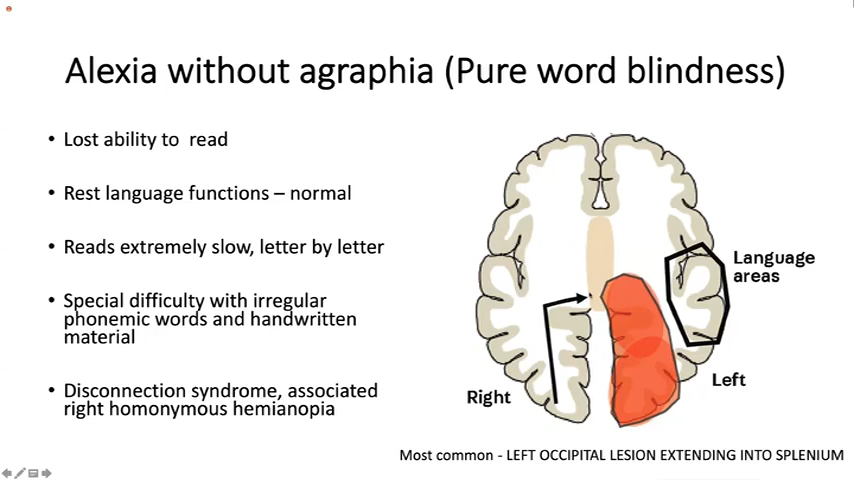 Alexia without agraphia (Pure word blindness)
• Lost ability to read
• Rest language functions – normal
• Reads extremely slow, letter by letter
• Special difficulty with irregular
phonemic words and handwritten
material
• Disconnection syndrome, associated
right homonymous hemianopia
Language
areas
Left
Right
Most common - LEFT OCCIPITAL LESION EXTENDING INTO SPLENIUM